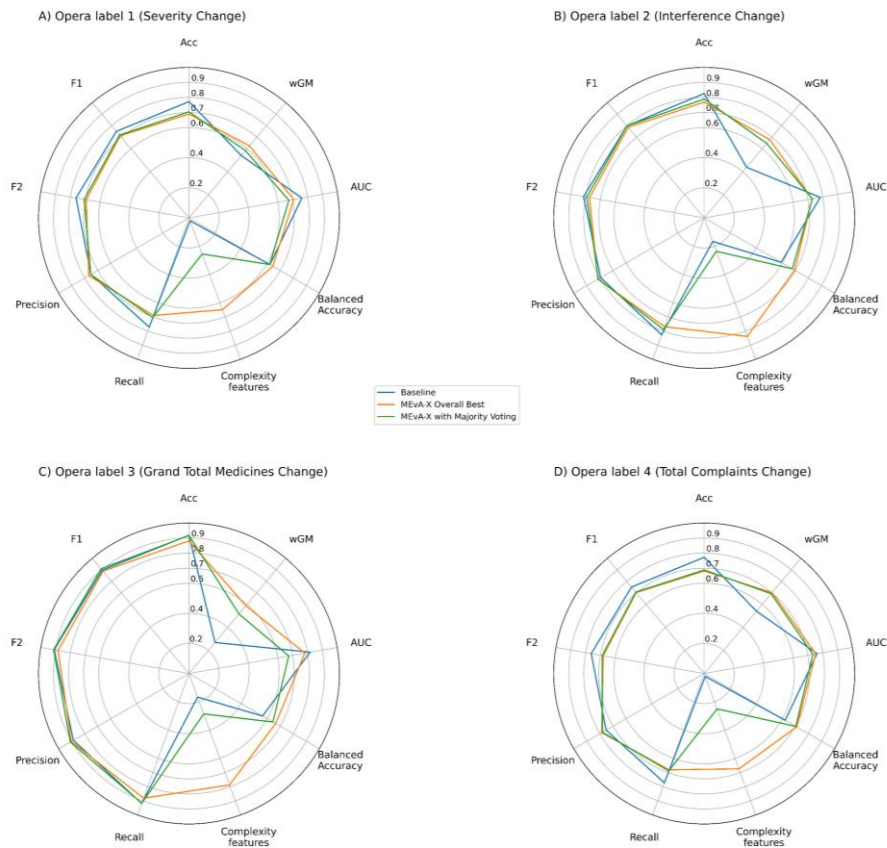 A) Opera label 1 (Severity Change)
Acc
wGM
AUC
Balanced
Accuracy
Complexity
features
Recall
Precision
F2
F1
0.9
0.8
0.6
0.4
0.2
B) Opera label 2 (Interference Change)
Acc
wGM
AUC
Balanced
Accuracy
Complexity
features
Recall
Precision
F2
F1
0.9
0.8
0.6
0.4
0.2
Baseline
MEvA-X Overall Best
MEvA-X with Majority Voting
C) Opera label 3 (Grand Total Medicines Change)
Acc
wGM
AUC
Balanced
Accuracy
Complexity
features
Recall
Precision
F2
F1
0.9
0.8
0.6
0.4
0.2
D) Opera label 4 (Total Complaints Change)
Acc
wGM
AUC
Balanced
Accuracy
Complexity
features
Recall
Precision
F2
F1
0.9
0.8
0.6
0.4
0.2